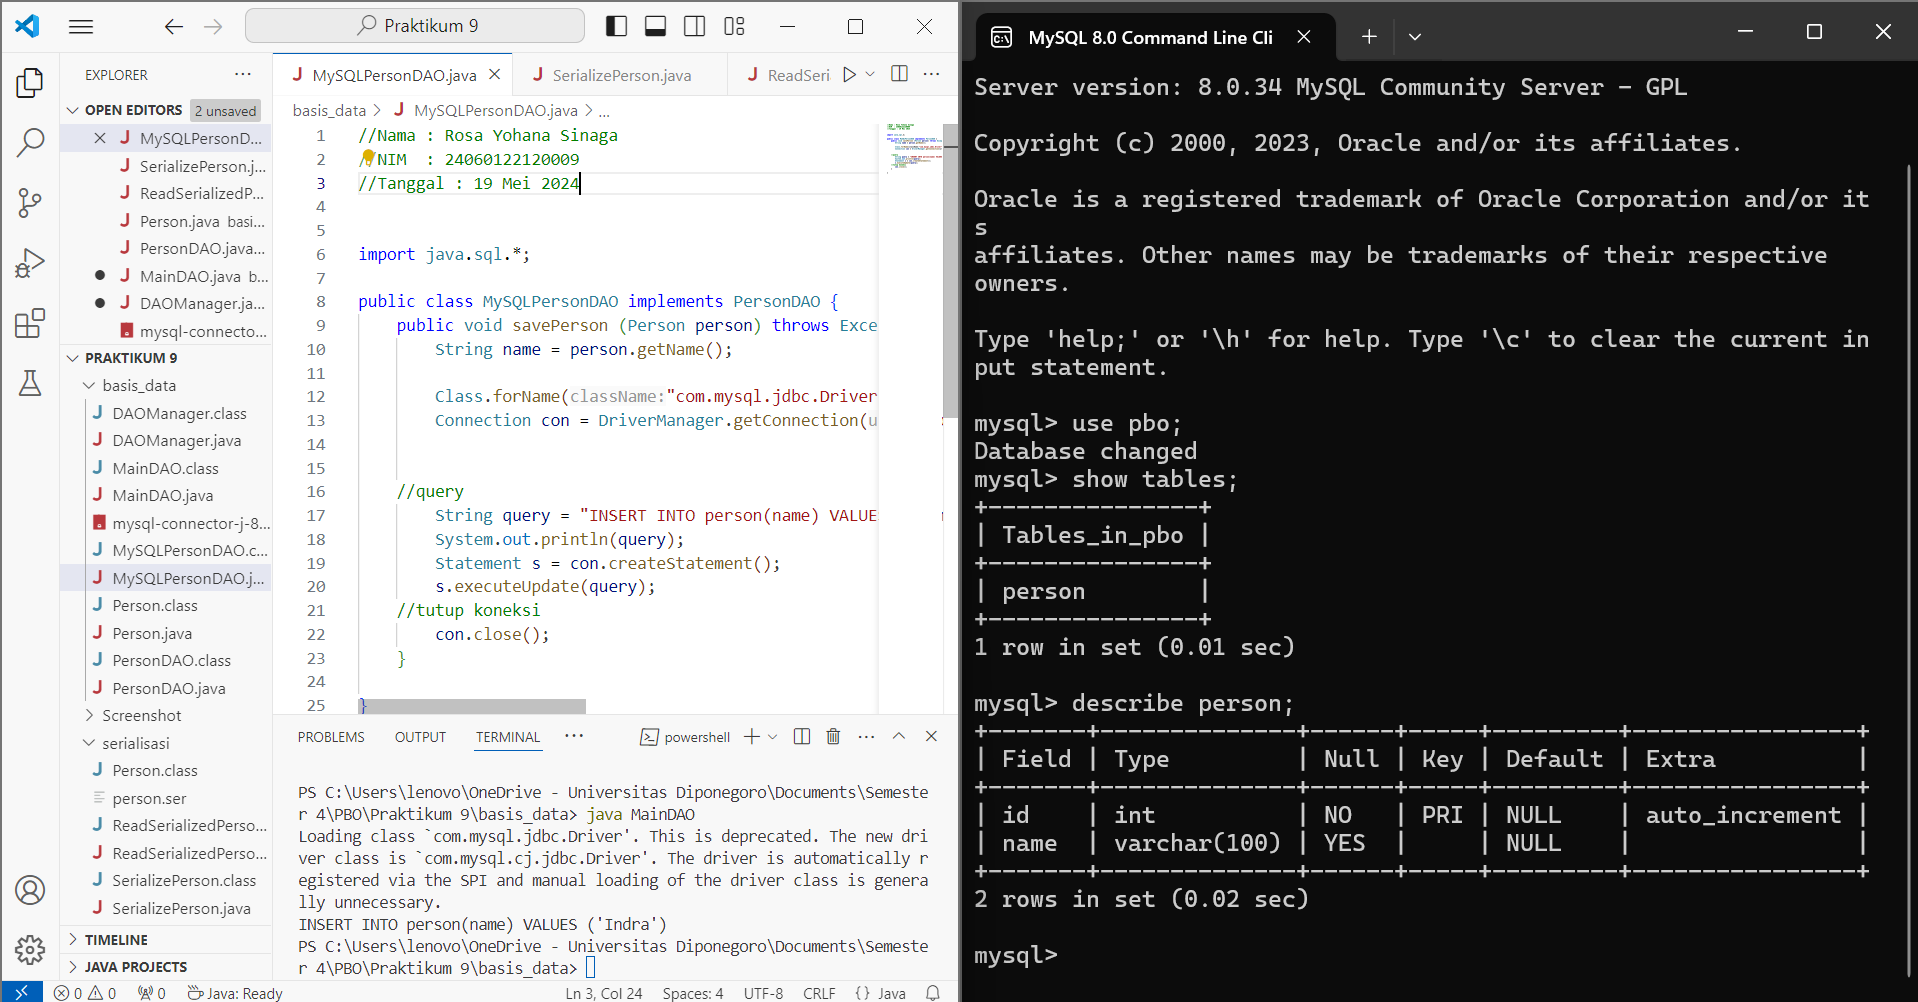 Praktikum 9
EXPLORER
OPEN EDITORS 2 unsaved
MySQLPersonD...
SerializePerson.j...
ReadSerializedP...
Person.java basi...
PersonDAO.java...
MainDAO.java b...
DAOManager.ja...
mysql-connecto...
PRAKTIKUM 9
basis_data
DAOManager.class
DAOManager.java
MainDAO.class
MainDAO.java
mysql-connector-j-8...
MySQLPersonDAO.c...
MySQLPersonDAO.j...
Person.class
Person.java
PersonDAO.class
PersonDAO.java
Screenshot
serialisasi
Person.class
person.ser
ReadSerializedPerso...
ReadSerializedPerso...
SerializePerson.class
SerializePerson.java
TIMELINE
JAVA PROJECTS
MySQLPersonDAO.java SerializePerson.java ReadSeri
basis_data > MySQLPersonDAO.java > ...
1 //Nama : Rosa Yohana Sinaga
2 //NIM  : 24060122120009
3 //Tanggal : 19 Mei 2024
4
5
6 import java.sql.*;
7
8 public class MySQLPersonDAO implements PersonDAO {
9 public void savePerson (Person person) throws Exce
10 String name = person.getName();
11
12 Class.forName(className:"com.mysql.jdbc.Driver
13 Connection con = DriverManager.getConnection(u
14
15
16 //query
17 String query = "INSERT INTO person(name) VALUE
18 System.out.println(query);
19 Statement s = con.createStatement();
20 s.executeUpdate(query);
21 //tutup koneksi
22 con.close();
23 }
24
25 }
PROBLEMS OUTPUT TERMINAL ... powershell
PS C:\Users\lenovo\OneDrive - Universitas Diponegoro\Documents\Semeste
r 4\PBO\Praktikum 9\basis_data> java MainDAO
Loading class `com.mysql.jdbc.Driver'. This is deprecated. The new dri
ver class is `com.mysql.cj.jdbc.Driver'. The driver is automatically r
egistered via the SPI and manual loading of the driver class is genera
lly unnecessary.
INSERT INTO person(name) VALUES ('Indra')
PS C:\Users\lenovo\OneDrive - Universitas Diponegoro\Documents\Semeste
r 4\PBO\Praktikum 9\basis_data>
0 0 0 Java: Ready Ln 3, Col 24 Spaces: 4 UTF-8 CRLF {} Java
MySQL 8.0 Command Line Cli
Server version: 8.0.34 MySQL Community Server - GPL
Copyright (c) 2000, 2023, Oracle and/or its affiliates.
Oracle is a registered trademark of Oracle Corporation and/or it
s
affiliates. Other names may be trademarks of their respective
owners.
Type 'help;' or '\h' for help. Type '\c' to clear the current in
put statement.
mysql> use pbo;
Database changed
mysql> show tables;
+---------------+
| Tables_in_pbo |
+---------------+
| person        |
+---------------+
1 row in set (0.01 sec)
mysql> describe person;
+-------+--------------+------+-----+---------+----------------+
| Field | Type         | Null | Key | Default | Extra          |
+-------+--------------+------+-----+---------+----------------+
| id    | int          | NO   | PRI | NULL    | auto_increment |
| name  | varchar(100) | YES  |     | NULL    |                |
+-------+--------------+------+-----+---------+----------------+
2 rows in set (0.02 sec)
mysql>